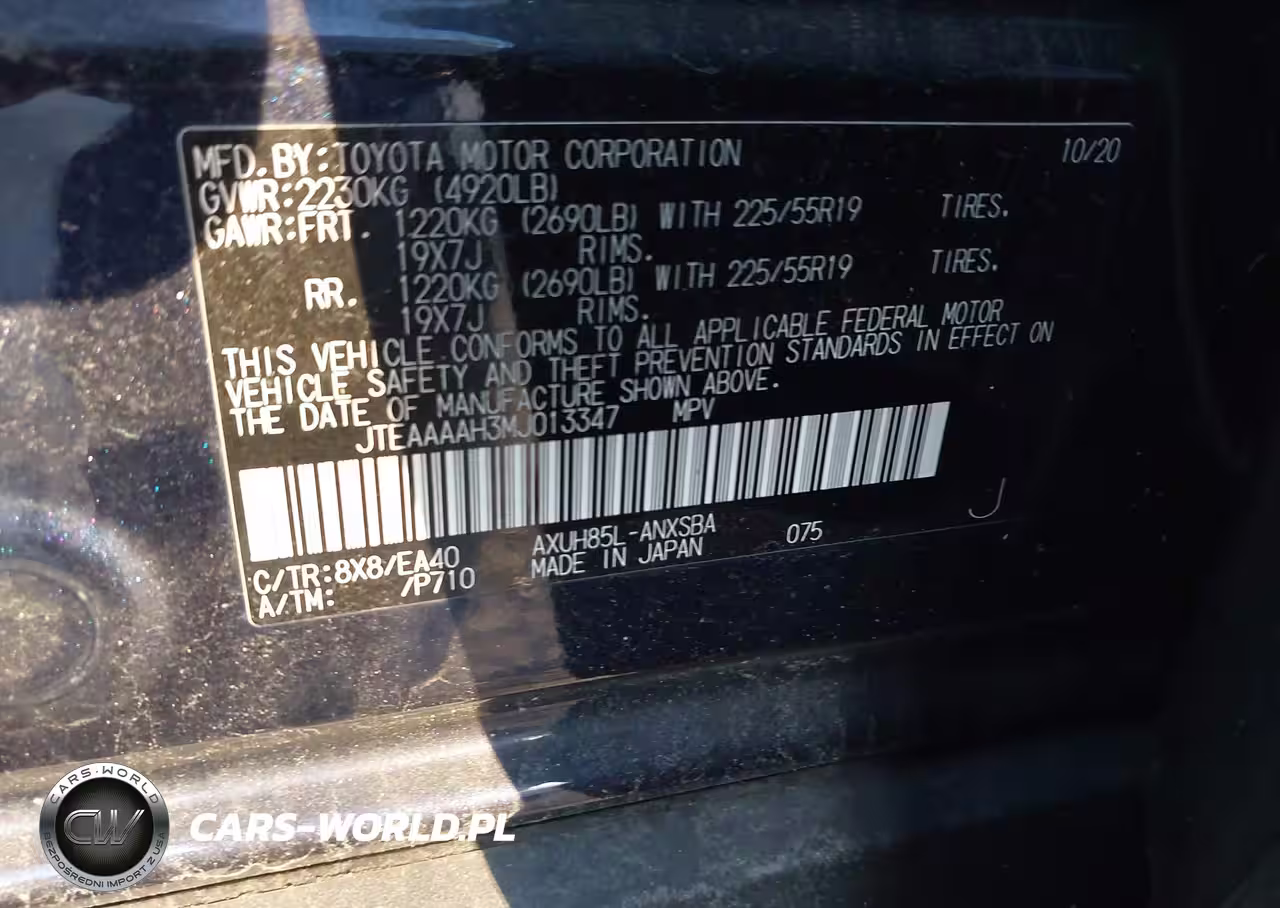 MFD. BY: TOYOTA MOTOR CORPORATION 10/20
GVWR: 2230KG (4920LB)
GAWR: FRT. 1220KG (2690LB) WITH 225/55R19 TIRES.
19X7J RIMS.
RR. 1220KG (2690LB) WITH 225/55R19 TIRES.
19X7J RIMS.
THIS VEHICLE CONFORMS TO ALL APPLICABLE FEDERAL MOTOR
VEHICLE SAFETY AND THEFT PREVENTION STANDARDS IN EFFECT ON
THE DATE OF MANUFACTURE SHOWN ABOVE.
JTEAAAAH3MJ013347 MPV
J
C/TR: 8X8/EA40 AXUH85L-ANXSBA 075
A/TM: /P710 MADE IN JAPAN
CARS-WORLD
CW
BEZPOŚREDNI IMPORT Z USA
CARS-WORLD.PL